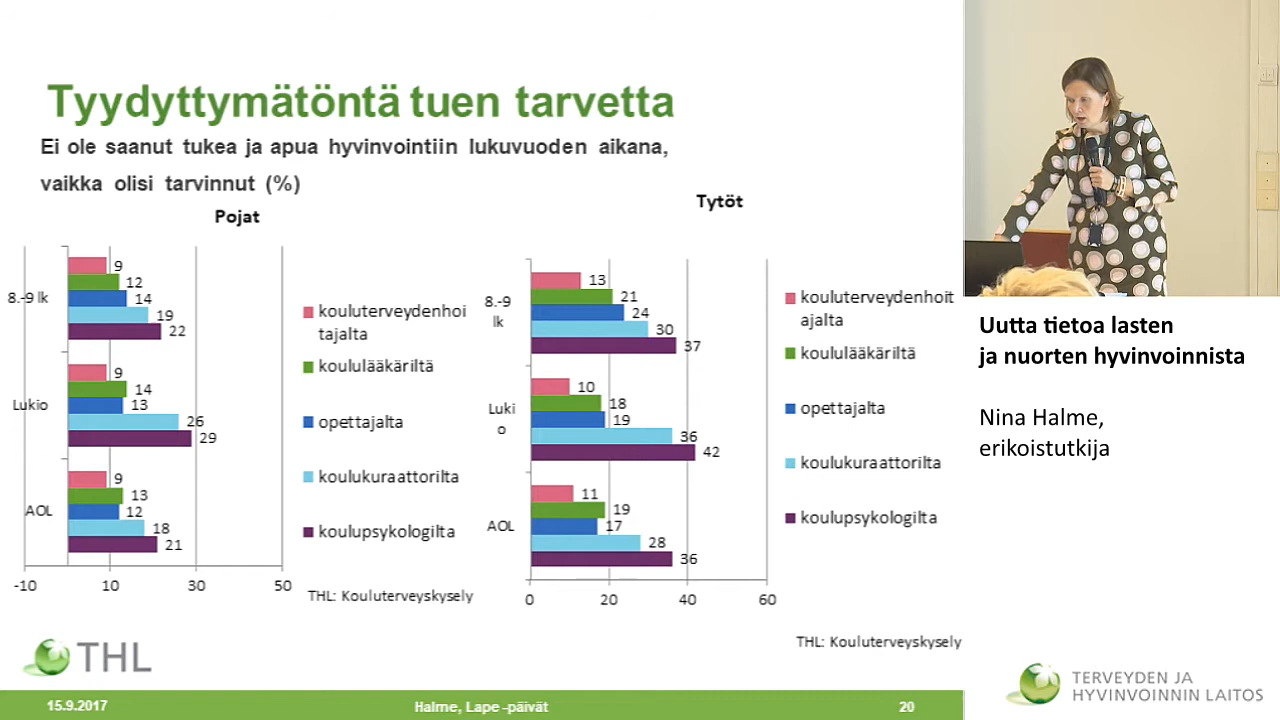 Tyydyttymätöntä tuen tarvetta
Ei ole saanut tukea ja apua hyvinvointiin lukuvuoden aikana,
vaikka olisi tarvinnut (%)
Pojat
8.-9 lk
9
12
14
19
22
Lukio
9
14
13
26
29
AOL
9
13
12
18
21
-10
10
30
50
kouluterveydenhoi
tajalta
koululääkäriltä
opettajalta
koulukuraattorilta
koulupsykologilta
THL: Kouluterveyskysely
Tytöt
8.-9
lk
13
21
24
30
37
Luki
o
10
18
19
36
42
AOL
11
19
17
28
36
0
20
40
60
kouluterveydenhoit
ajalta
koululääkäriltä
opettajalta
koulukuraattorilta
koulupsykologilta
THL: Kouluterveyskysely
THL
15.9.2017
Halme, Lape -päivät
20
Uutta tietoa lasten
ja nuorten hyvinvoinnista
Nina Halme,
erikoistutkija
TERVEYDEN JA
HYVINVOINNIN LAITOS